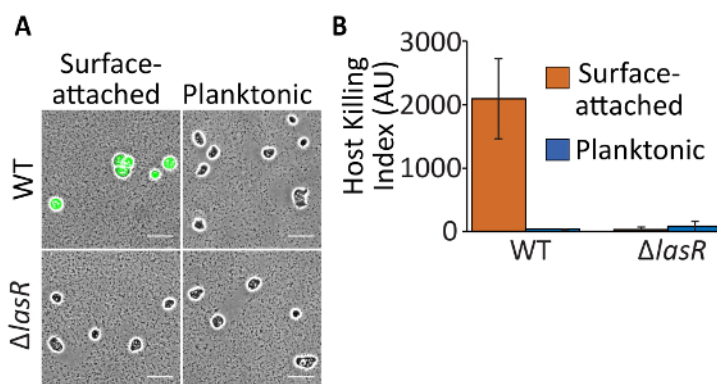 A
Surface-
attached
Planktonic
WT
ΔlasR
B
Host Killing
Index (AU)
3000
2000
1000
0
Surface-
attached
Planktonic
WT
ΔlasR